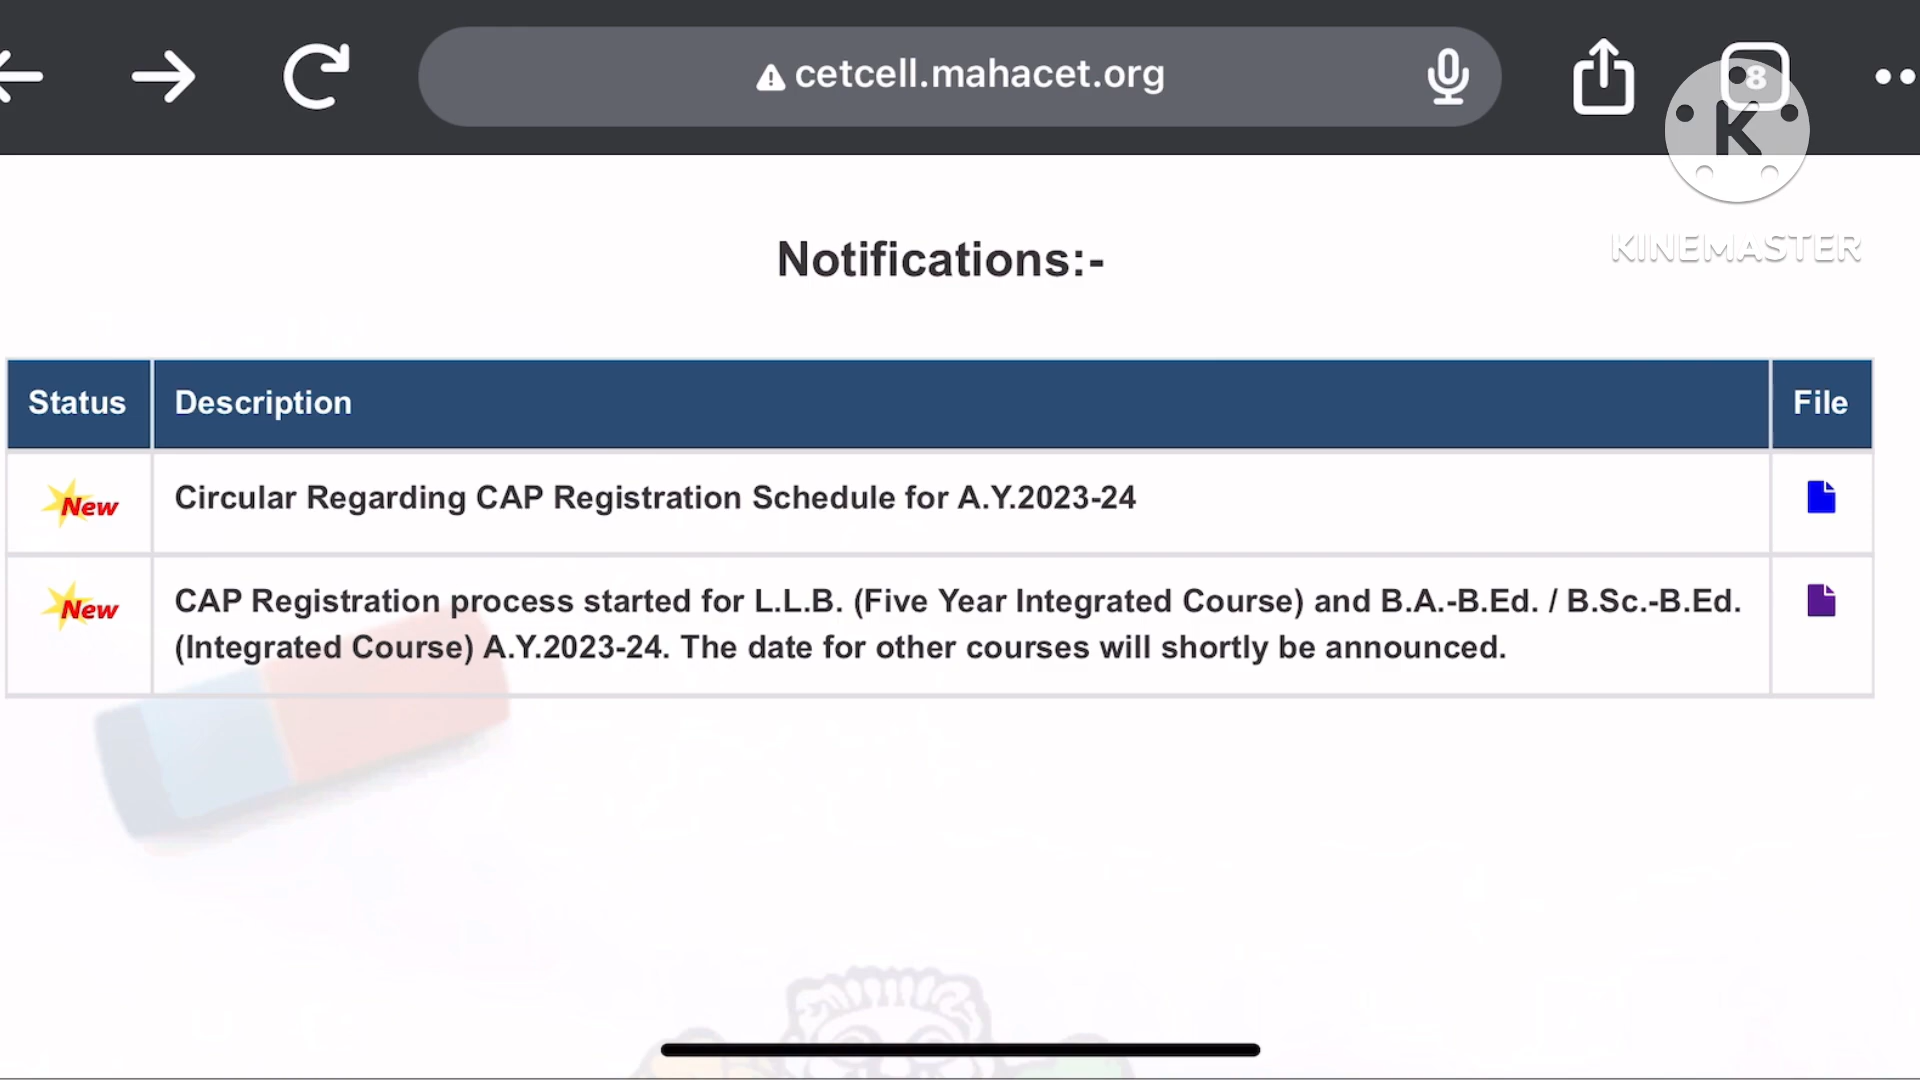 cetcell.mahacet.org
8
K
KINEMASTER
Notifications:-
Status Description File
New Circular Regarding CAP Registration Schedule for A.Y.2023-24
New CAP Registration process started for L.L.B. (Five Year Integrated Course) and B.A.-B.Ed. / B.Sc.-B.Ed.
(Integrated Course) A.Y.2023-24. The date for other courses will shortly be announced.